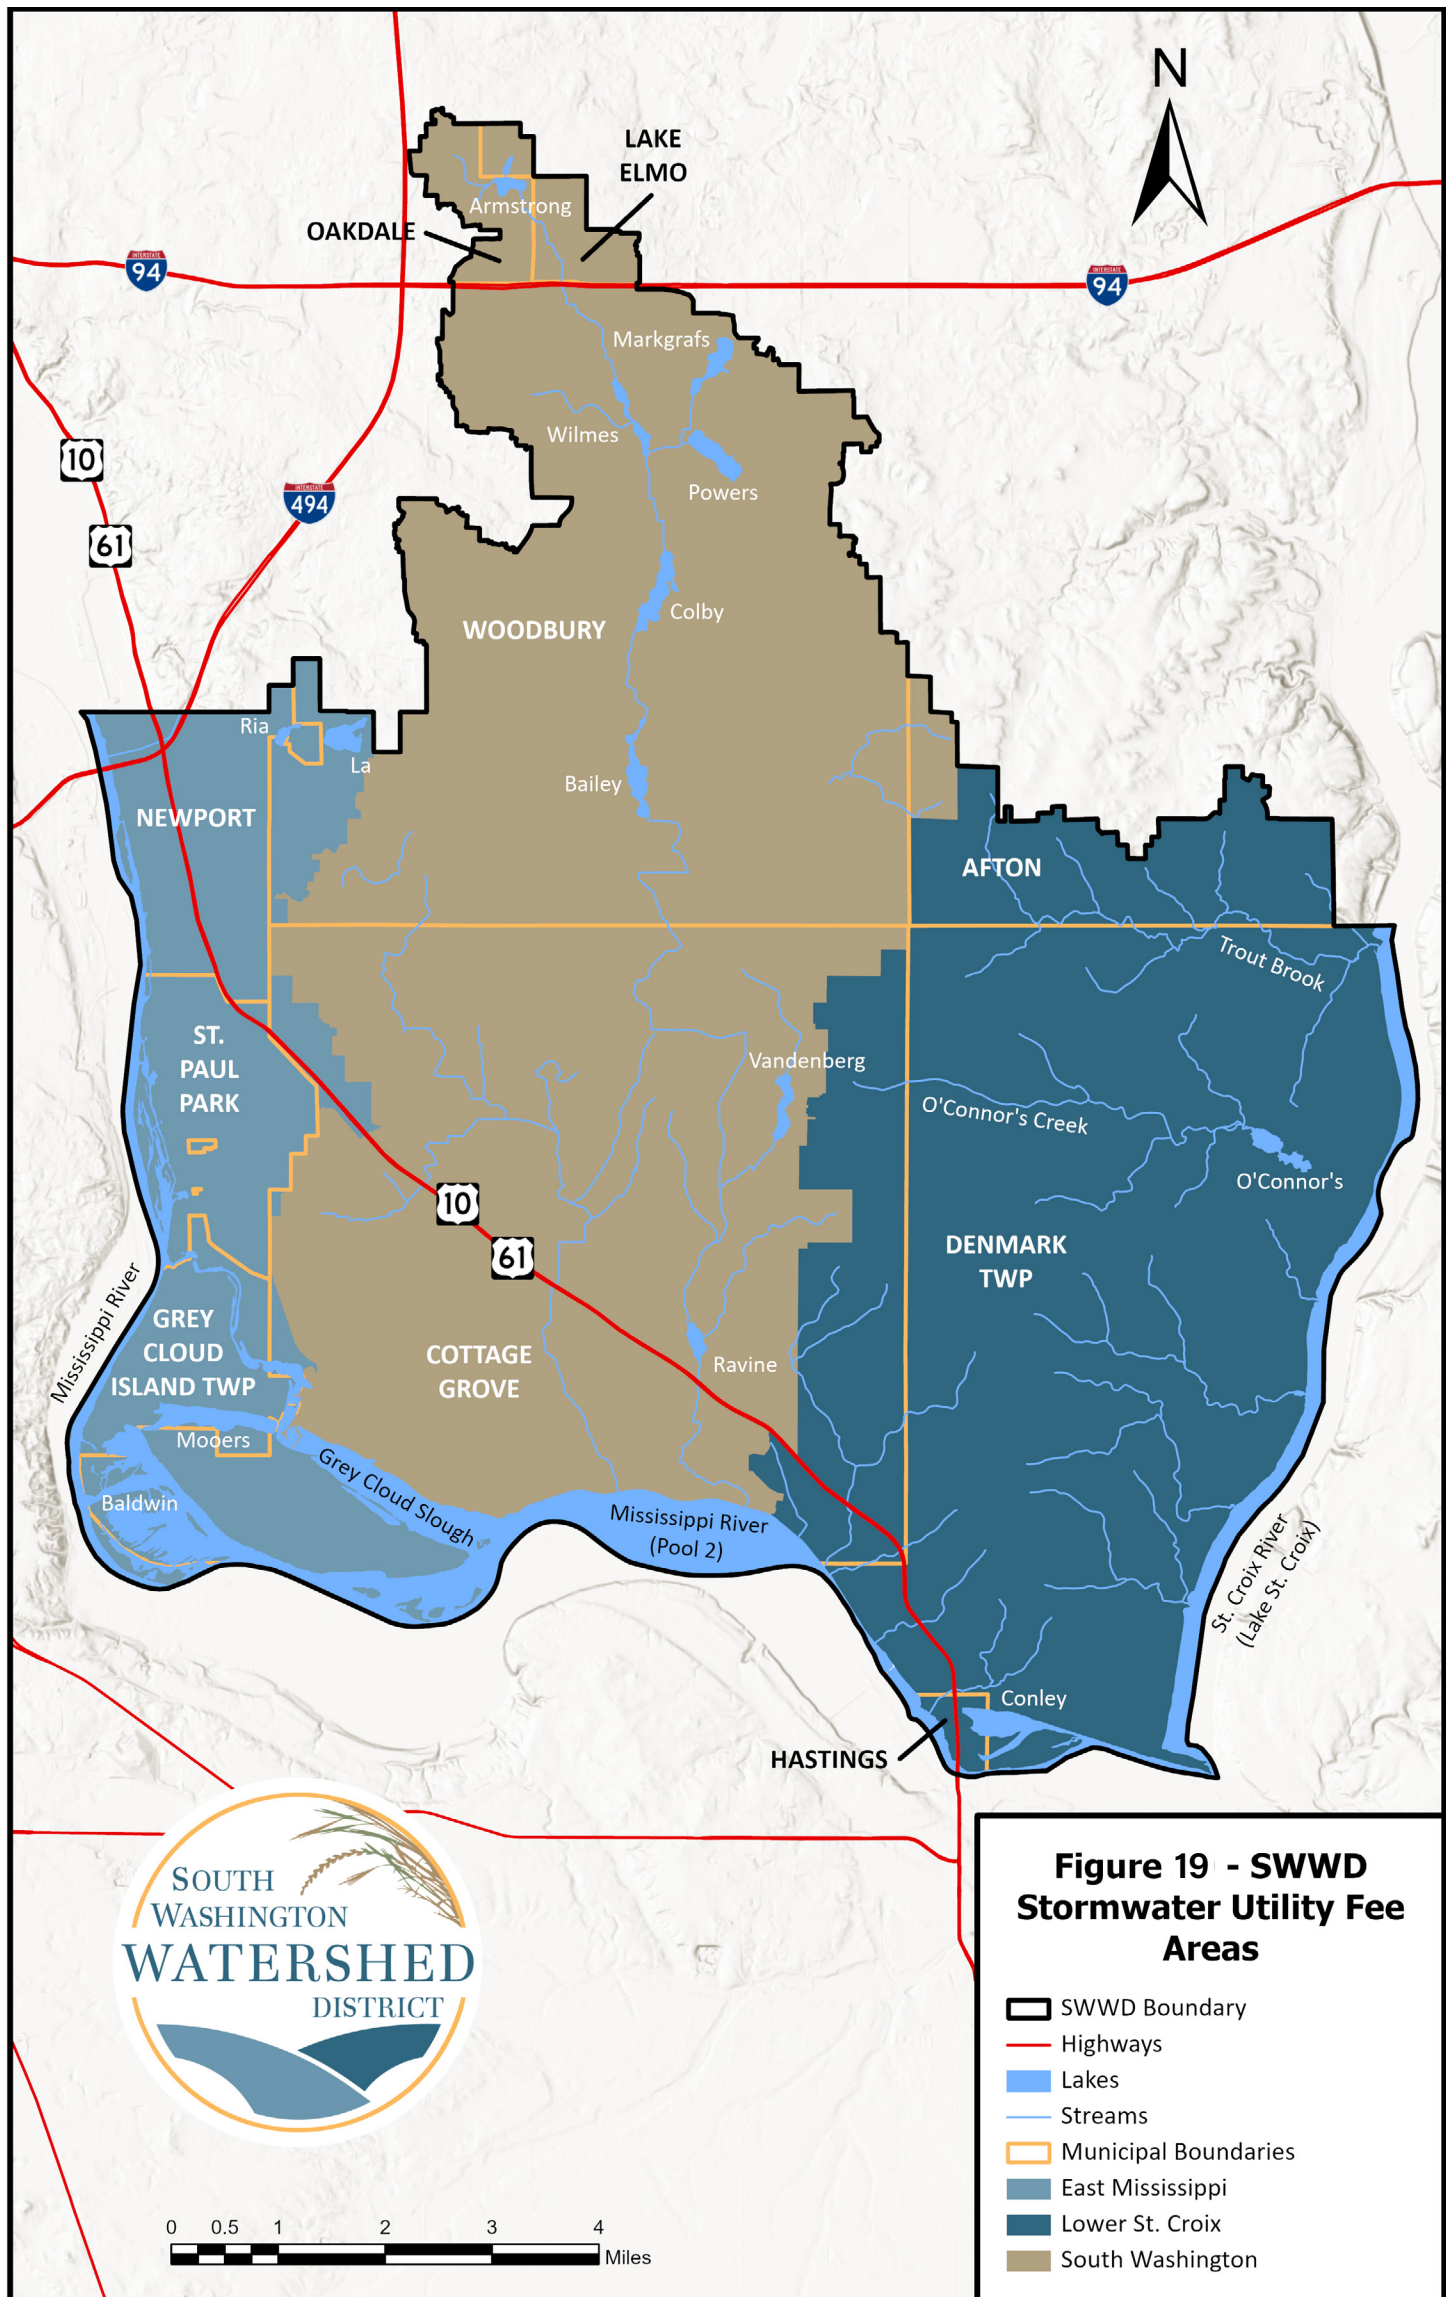 N
LAKE
ELMO
Armstrong
OAKDALE
INTERSTATE
94
INTERSTATE
94
Markgrafs
10
Wilmes
Powers
INTERSTATE
494
61
Colby
WOODBURY
Ria
La
Bailey
NEWPORT
AFTON
Trout Brook
ST.
PAUL
PARK
Vandenberg
O'Connor's Creek
O'Connor's
10
61
DENMARK
TWP
Mississippi River
GREY
CLOUD
ISLAND TWP
COTTAGE
GROVE
Ravine
Mooers
Grey Cloud Slough
Baldwin
Mississippi River
(Pool 2)
St. Croix River
(Lake St. Croix)
Conley
HASTINGS
SOUTH
WASHINGTON
WATERSHED
DISTRICT
Figure 19 - SWWD
Stormwater Utility Fee
Areas
SWWD Boundary
Highways
Lakes
Streams
Municipal Boundaries
East Mississippi
Lower St. Croix
South Washington
0 0.5 1 2 3 4
Miles